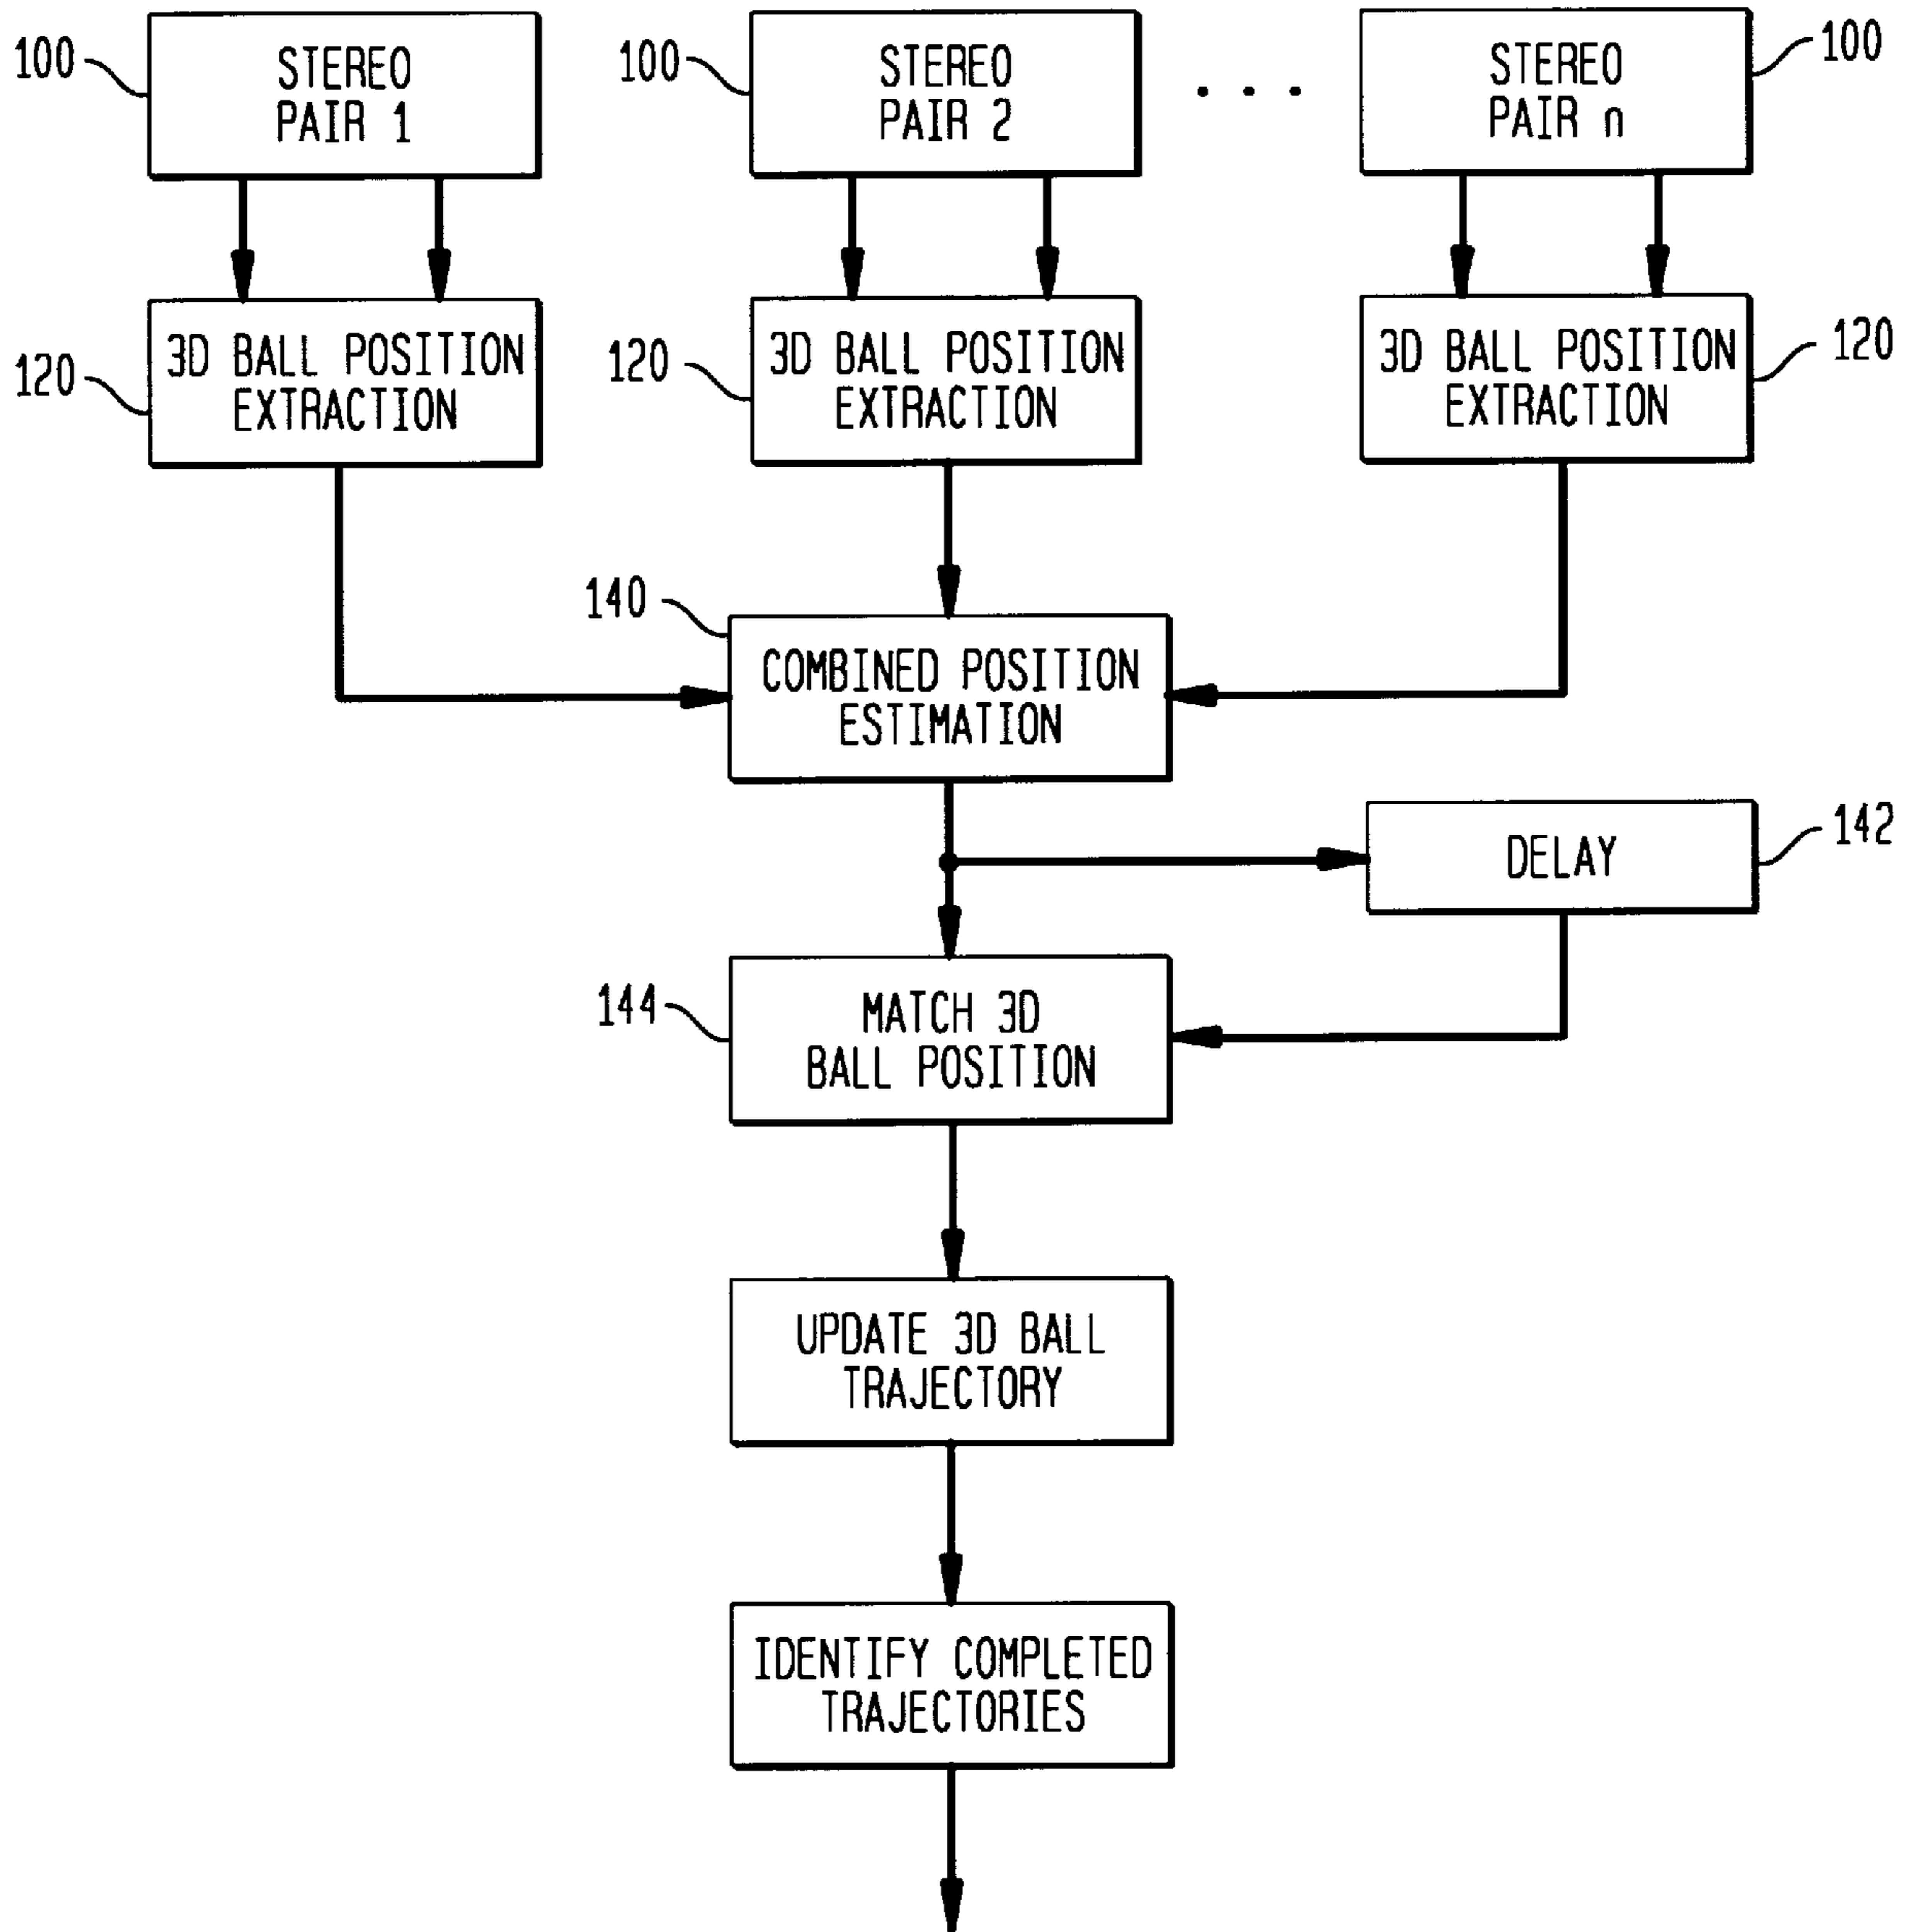 100
STEREO
PAIR 1
100
STEREO
PAIR 2
. . .
STEREO
PAIR n
100
120
3D BALL POSITION
EXTRACTION
120
3D BALL POSITION
EXTRACTION
3D BALL POSITION
EXTRACTION
120
140
COMBINED POSITION
ESTIMATION
DELAY
142
144
MATCH 3D
BALL POSITION
UPDATE 3D BALL
TRAJECTORY
IDENTIFY COMPLETED
TRAJECTORIES